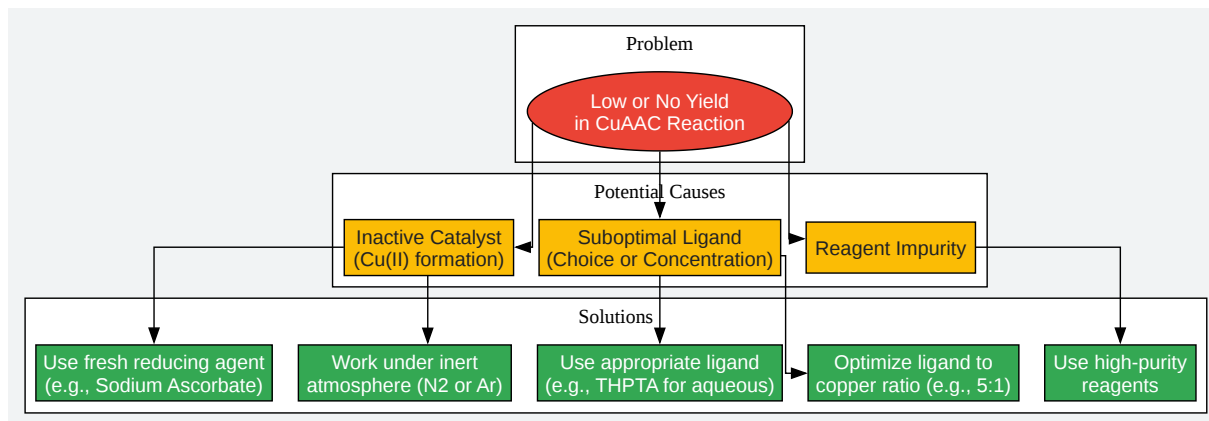 Problem
Low or No Yield
in CuAAC Reaction
Potential Causes
Inactive Catalyst
(Cu(II) formation)
Suboptimal Ligand
(Choice or Concentration)
Reagent Impurity
Solutions
Use fresh reducing agent
(e.g., Sodium Ascorbate)
Work under inert
atmosphere (N2 or Ar)
Use appropriate ligand
(e.g., THPTA for aqueous)
Optimize ligand to
copper ratio (e.g., 5:1)
Use high-purity
reagents